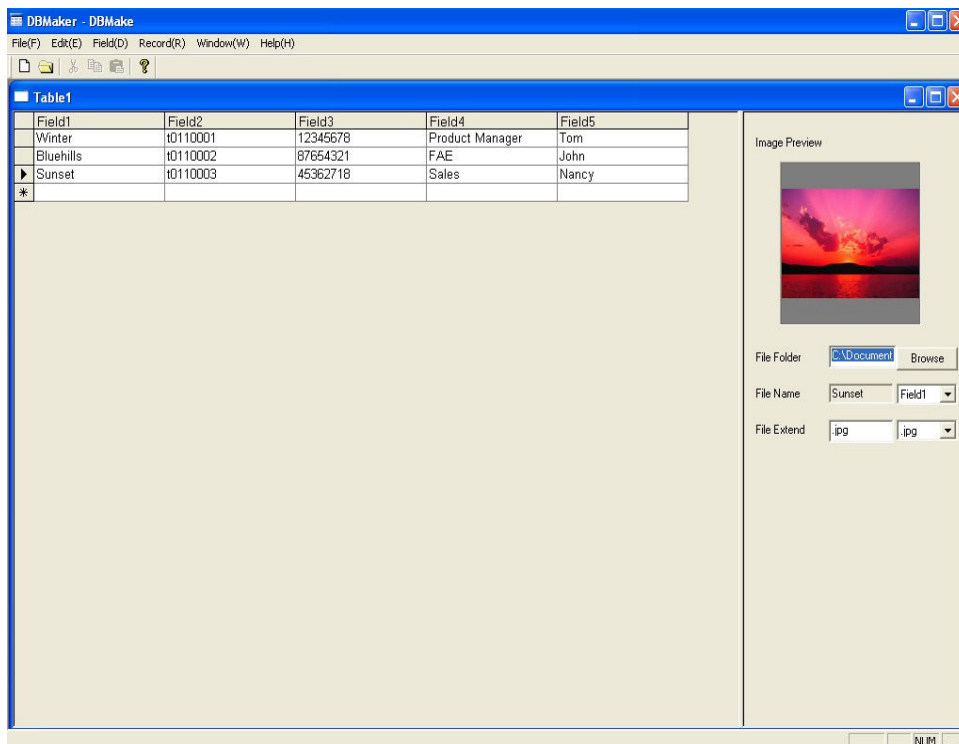 DBMaker - DBMake
File(F) Edit(E) Field(D) Record(R) Window(W) Help(H)
Table1
Field1 Field2 Field3 Field4 Field5
Winter t0110001 12345678 Product Manager Tom
Bluehills t0110002 87654321 FAE John
Sunset t0110003 45362718 Sales Nancy
Image Preview
File Folder C:\Document Browse
File Name Sunset Field1
File Extend .jpg .jpg
NUM